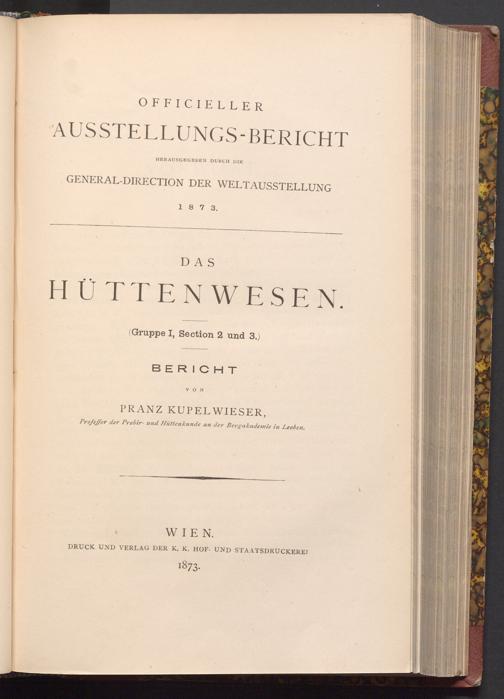 OFFICIELLER
AUSSTELLUNGS-BERICHT
HERAUSGEGEBEN DURCH DIE
GENERAL-DIRECTION DER WELTAUSSTELLUNG
1873.
DAS
HÜTTENWESEN.
(Gruppe I, Section 2 und 3.)
BERICHT
VON
FRANZ KUPELWIESER,
Professor der Probir- und Hüttenkunde an der Bergakademie in Leoben.
WIEN.
DRUCK UND VERLAG DER K. K. HOF- UND STAATSDRUCKEREI
1873.